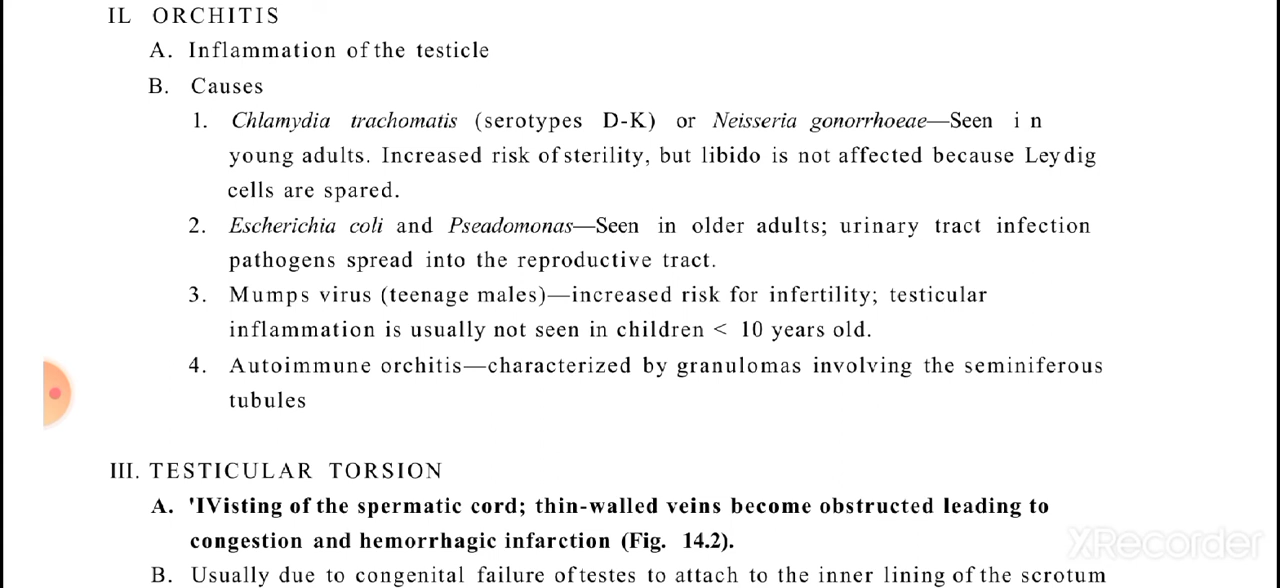 IL ORCHITIS
A. Inflammation of the testicle
B. Causes
1. Chlamydia trachomatis (serotypes D-K) or Neisseria gonorrhoeae—Seen i n
young adults. Increased risk of sterility, but libido is not affected because Leydig
cells are spared.
2. Escherichia coli and Pseadomonas—Seen in older adults; urinary tract infection
pathogens spread into the reproductive tract.
3. Mumps virus (teenage males)—increased risk for infertility; testicular
inflammation is usually not seen in children < 10 years old.
4. Autoimmune orchitis—characterized by granulomas involving the seminiferous
tubules
III. TESTICULAR TORSION
A. 'IVisting of the spermatic cord; thin-walled veins become obstructed leading to
congestion and hemorrhagic infarction (Fig. 14.2).
XRecorder
B. Usually due to congenital failure of testes to attach to the inner lining of the scrotum